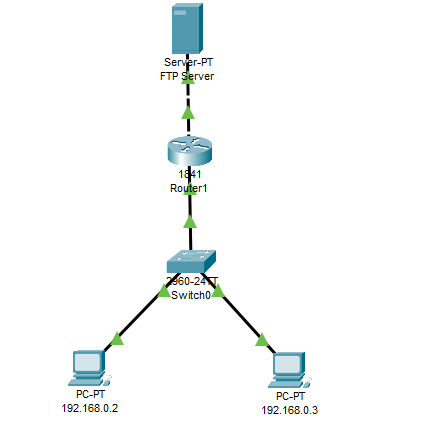 Server-PT
FTP Server
1841
Router1
2960-24TT
Switch0
PC-PT
192.168.0.2
PC-PT
192.168.0.3